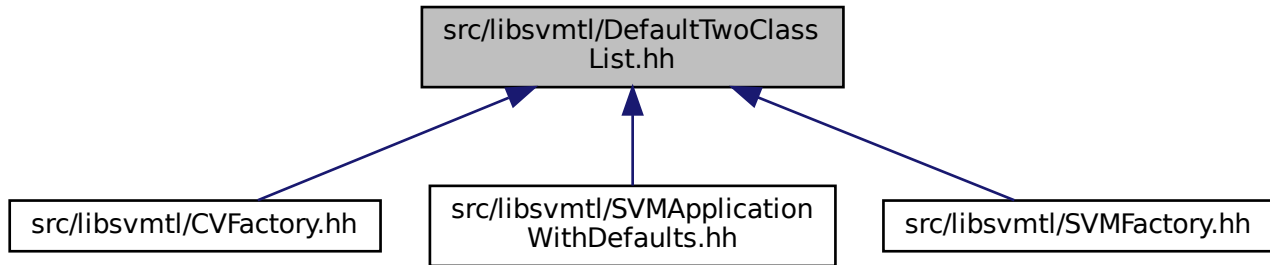 src/libsvmtl/DefaultTwoClass
List.hh
src/libsvmtl/CVFactory.hh
src/libsvmtl/SVMApplication
WithDefaults.hh
src/libsvmtl/SVMFactory.hh